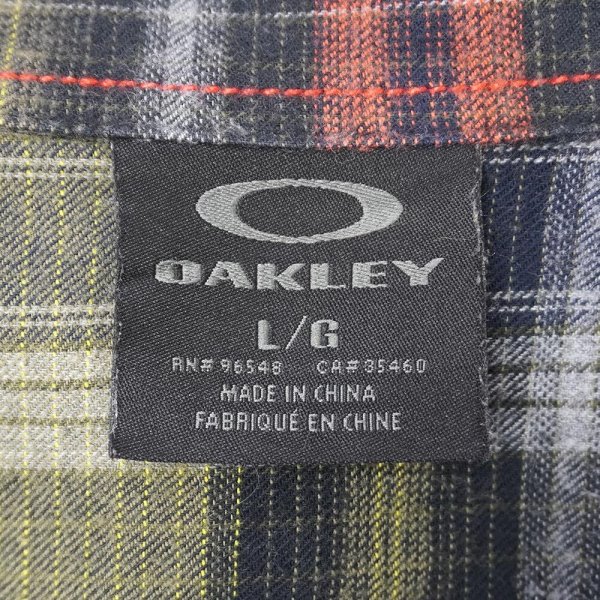 OAKLEY
L/G
RN# 96548 CA# 35460
MADE IN CHINA
FABRIQUÉ EN CHINE